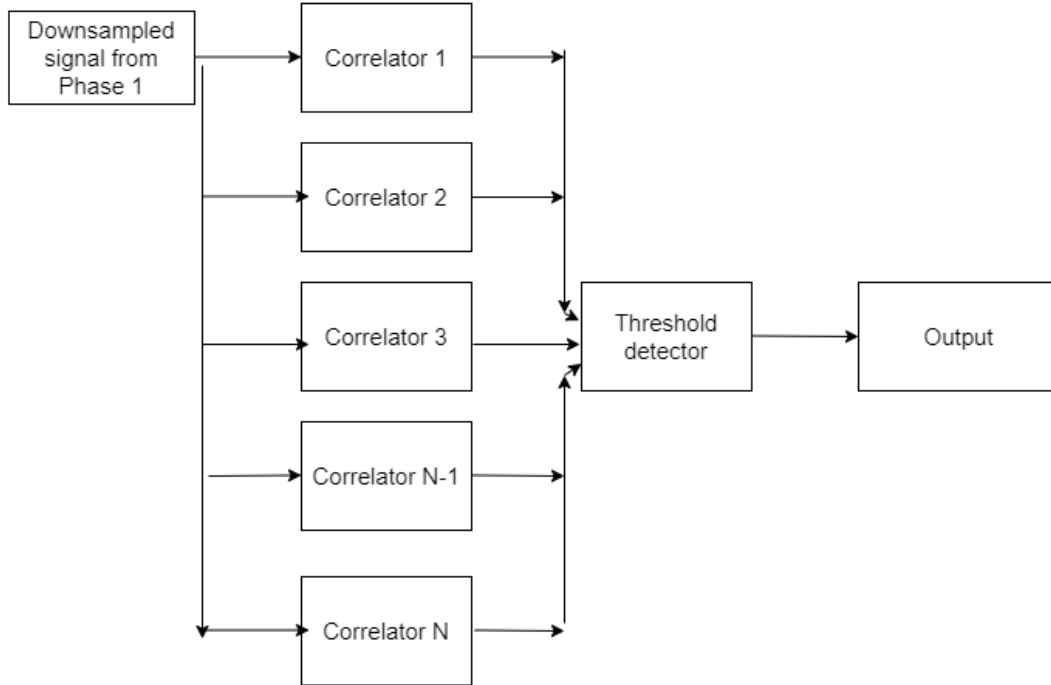 Downsampled
signal from
Phase 1
Correlator 1
Correlator 2
Correlator 3
Threshold
detector
Output
Correlator N-1
Correlator N